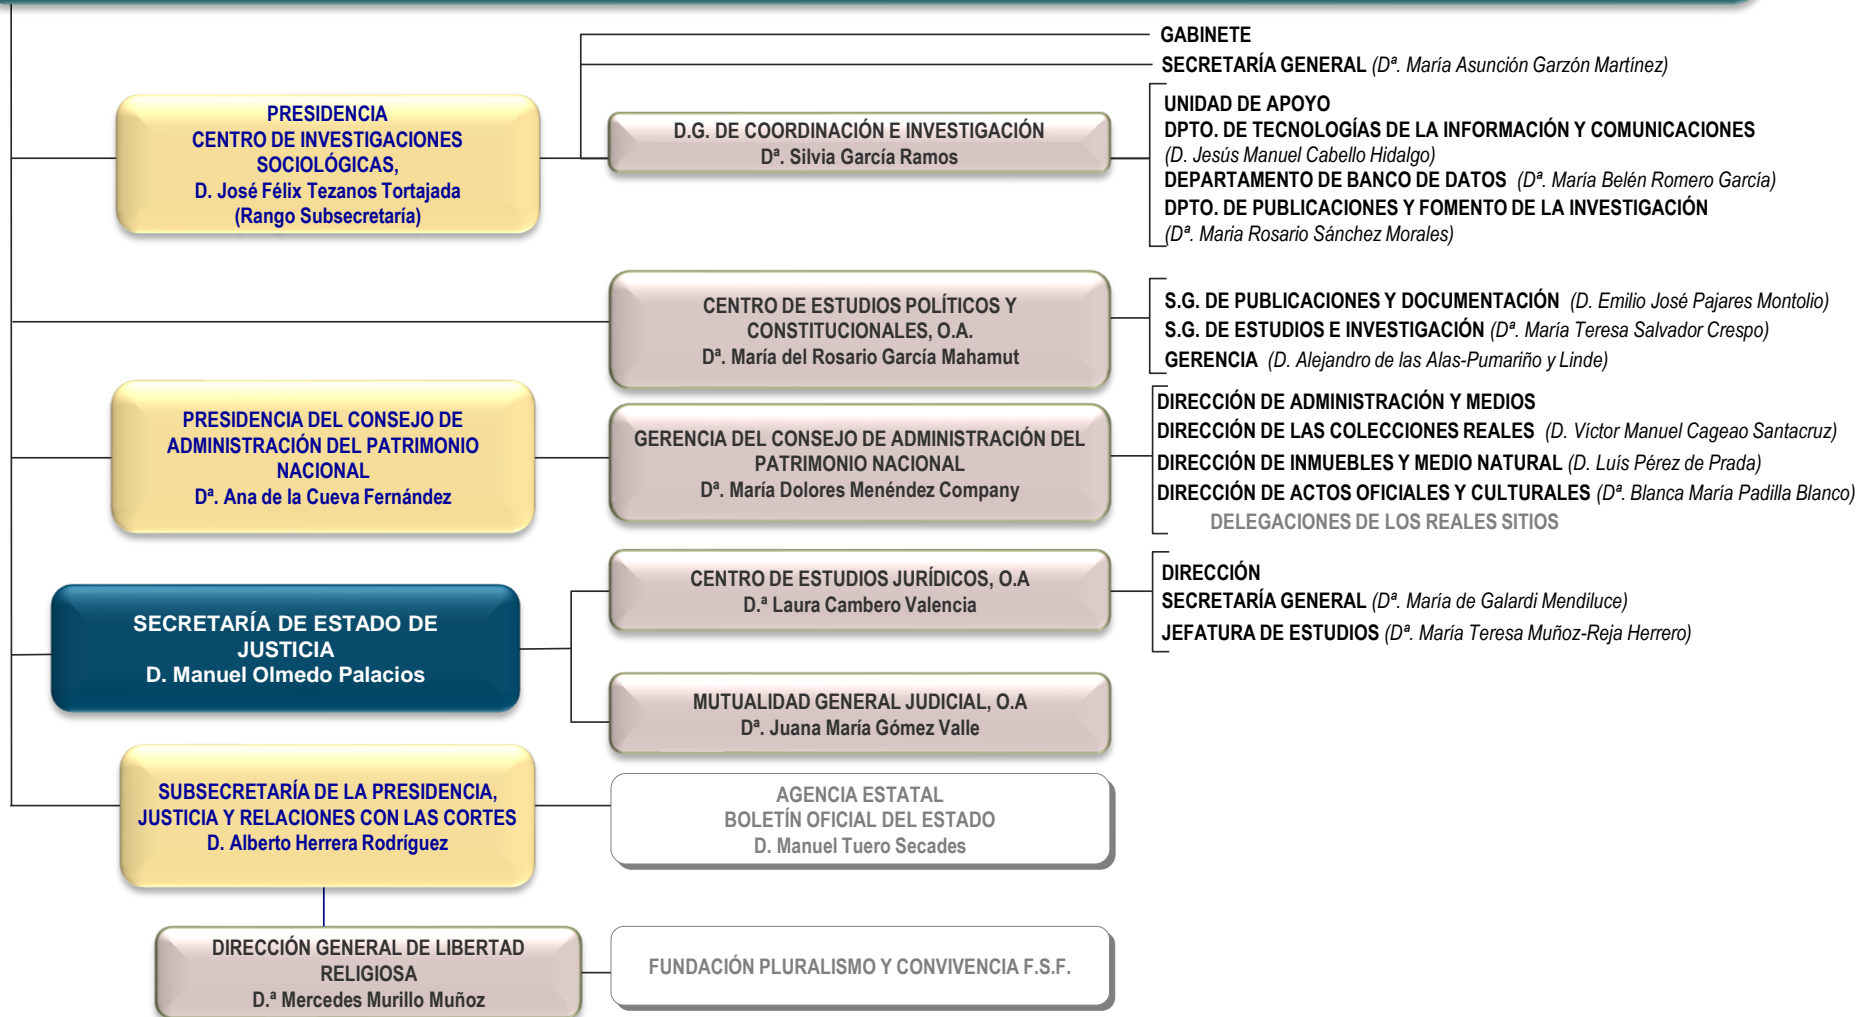 GABINETE
SECRETARÍA GENERAL (Dª. María Asunción Garzón Martínez)
PRESIDENCIA
CENTRO DE INVESTIGACIONES
SOCIOLÓGICAS,
D. José Félix Tezanos Tortajada
(Rango Subsecretaría)
D.G. DE COORDINACIÓN E INVESTIGACIÓN
Dª. Silvia García Ramos
UNIDAD DE APOYO
DPTO. DE TECNOLOGÍAS DE LA INFORMACIÓN Y COMUNICACIONES
(D. Jesús Manuel Cabello Hidalgo)
DEPARTAMENTO DE BANCO DE DATOS (Dª. María Belén Romero García)
DPTO. DE PUBLICACIONES Y FOMENTO DE LA INVESTIGACIÓN
(Dª. Maria Rosario Sánchez Morales)
CENTRO DE ESTUDIOS POLÍTICOS Y
CONSTITUCIONALES, O.A.
Dª. María del Rosario García Mahamut
S.G. DE PUBLICACIONES Y DOCUMENTACIÓN (D. Emilio José Pajares Montolio)
S.G. DE ESTUDIOS E INVESTIGACIÓN (Dª. María Teresa Salvador Crespo)
GERENCIA (D. Alejandro de las Alas-Pumariño y Linde)
PRESIDENCIA DEL CONSEJO DE
ADMINISTRACIÓN DEL PATRIMONIO
NACIONAL
Dª. Ana de la Cueva Fernández
GERENCIA DEL CONSEJO DE ADMINISTRACIÓN DEL
PATRIMONIO NACIONAL
Dª. María Dolores Menéndez Company
DIRECCIÓN DE ADMINISTRACIÓN Y MEDIOS
DIRECCIÓN DE LAS COLECCIONES REALES (D. Víctor Manuel Cageao Santacruz)
DIRECCIÓN DE INMUEBLES Y MEDIO NATURAL (D. Luís Pérez de Prada)
DIRECCIÓN DE ACTOS OFICIALES Y CULTURALES (Dª. Blanca María Padilla Blanco)
DELEGACIONES DE LOS REALES SITIOS
SECRETARÍA DE ESTADO DE
JUSTICIA
D. Manuel Olmedo Palacios
CENTRO DE ESTUDIOS JURÍDICOS, O.A
D.ª Laura Cambero Valencia
DIRECCIÓN
SECRETARÍA GENERAL (Dª. María de Galardi Mendiluce)
JEFATURA DE ESTUDIOS (Dª. María Teresa Muñoz-Reja Herrero)
MUTUALIDAD GENERAL JUDICIAL, O.A
Dª. Juana María Gómez Valle
SUBSECRETARÍA DE LA PRESIDENCIA,
JUSTICIA Y RELACIONES CON LAS CORTES
D. Alberto Herrera Rodríguez
AGENCIA ESTATAL
BOLETÍN OFICIAL DEL ESTADO
D. Manuel Tuero Secades
DIRECCIÓN GENERAL DE LIBERTAD
RELIGIOSA
D.ª Mercedes Murillo Muñoz
FUNDACIÓN PLURALISMO Y CONVIVENCIA F.S.F.